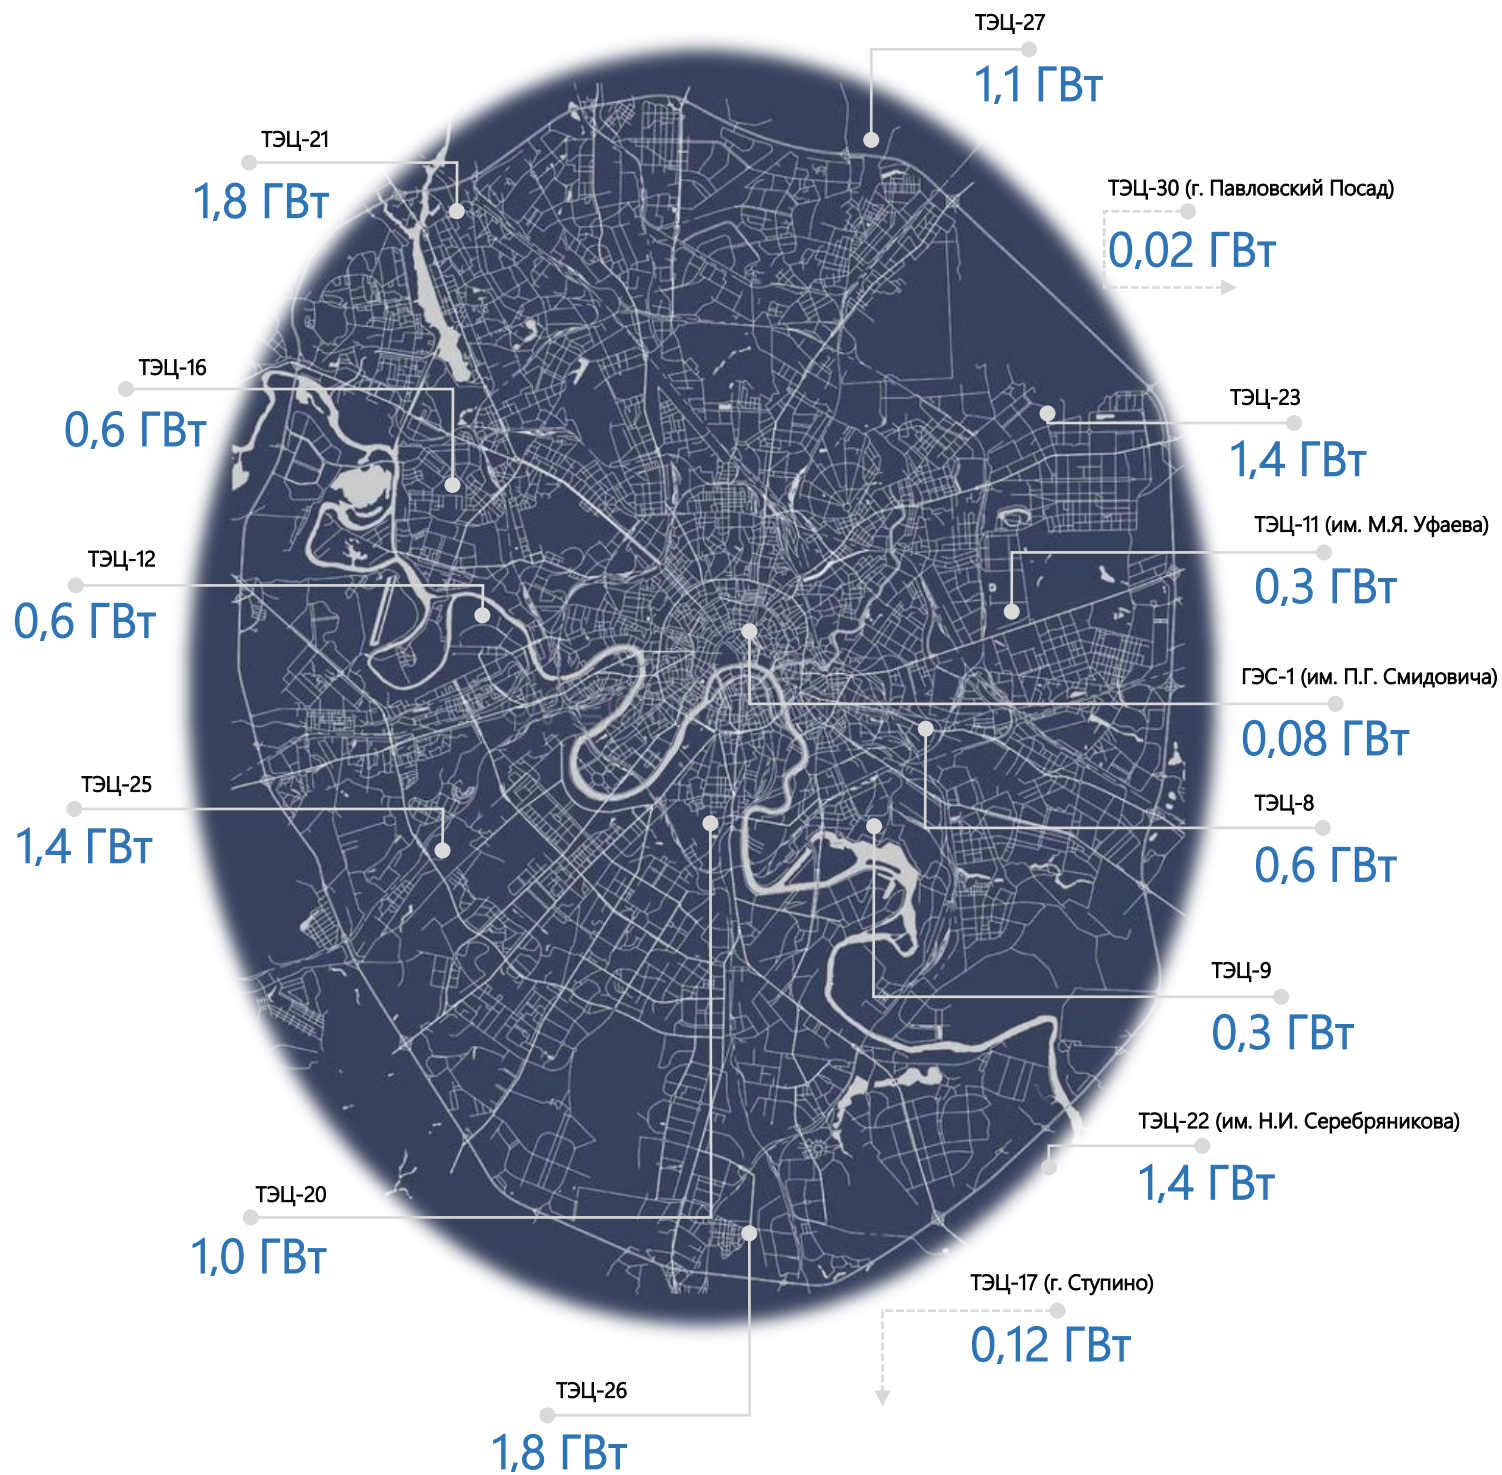 ТЭЦ-27
1,1 ГВт
ТЭЦ-21
1,8 ГВт
ТЭЦ-30 (г. Павловский Посад)
0,02 ГВт
ТЭЦ-16
0,6 ГВт
ТЭЦ-23
1,4 ГВт
ТЭЦ-11 (им. М.Я. Уфаева)
0,3 ГВт
ТЭЦ-12
0,6 ГВт
ГЭС-1 (им. П.Г. Смидовича)
0,08 ГВт
ТЭЦ-25
1,4 ГВт
ТЭЦ-8
0,6 ГВт
ТЭЦ-9
0,3 ГВт
ТЭЦ-22 (им. Н.И. Серебряникова)
1,4 ГВт
ТЭЦ-20
1,0 ГВт
ТЭЦ-17 (г. Ступино)
0,12 ГВт
ТЭЦ-26
1,8 ГВт